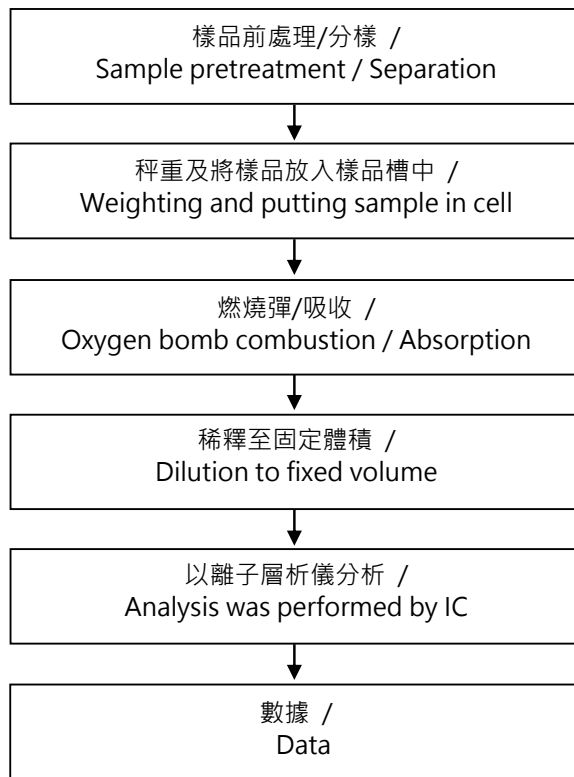 樣品前處理/分樣 /
Sample pretreatment / Separation
秤重及將樣品放入樣品槽中 /
Weighting and putting sample in cell
燃燒彈/吸收 /
Oxygen bomb combustion / Absorption
稀釋至固定體積 /
Dilution to fixed volume
以離子層析儀分析 /
Analysis was performed by IC
數據 /
Data